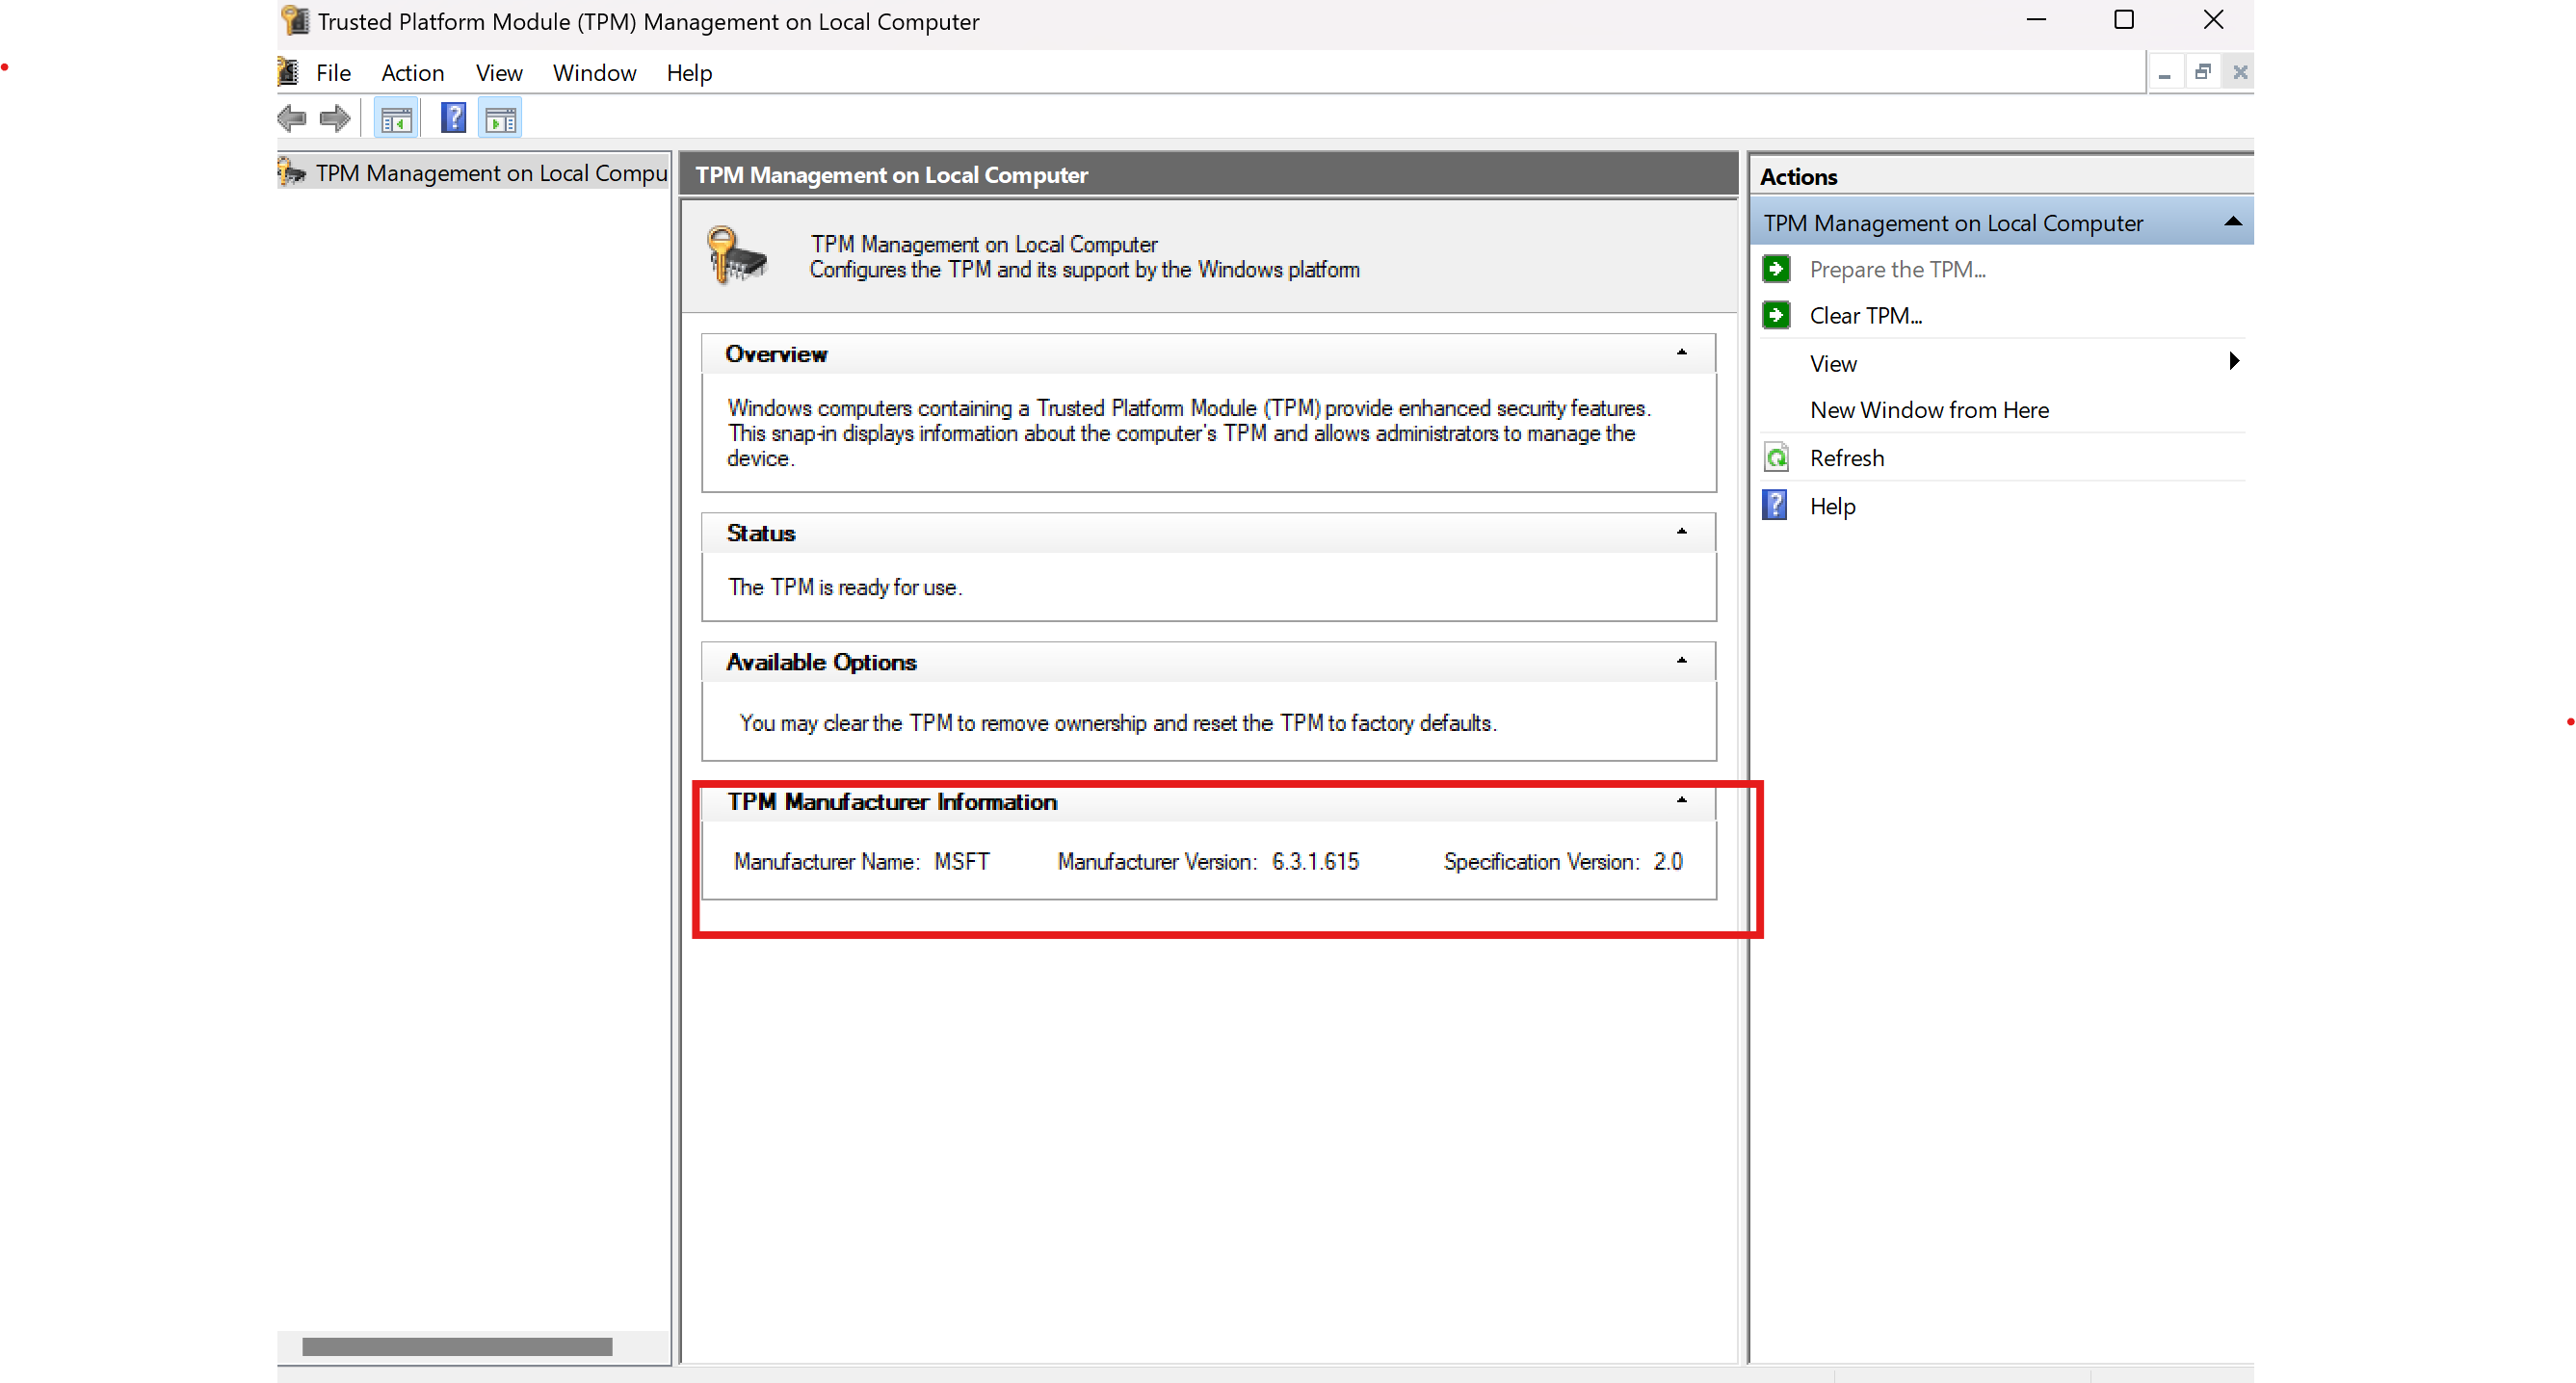 Trusted Platform Module (TPM) Management on Local Computer
File Action View Window Help
TPM Management on Local Compu
TPM Management on Local Computer
TPM Management on Local Computer
Configures the TPM and its support by the Windows platform
Overview
Windows computers containing a Trusted Platform Module (TPM) provide enhanced security features.
This snap-in displays information about the computer's TPM and allows administrators to manage the
device.
Status
The TPM is ready for use.
Available Options
You may clear the TPM to remove ownership and reset the TPM to factory defaults.
TPM Manufacturer Information
Manufacturer Name: MSFT Manufacturer Version: 6.3.1.615 Specification Version: 2.0
Actions
TPM Management on Local Computer
Prepare the TPM...
Clear TPM...
View
New Window from Here
Refresh
Help